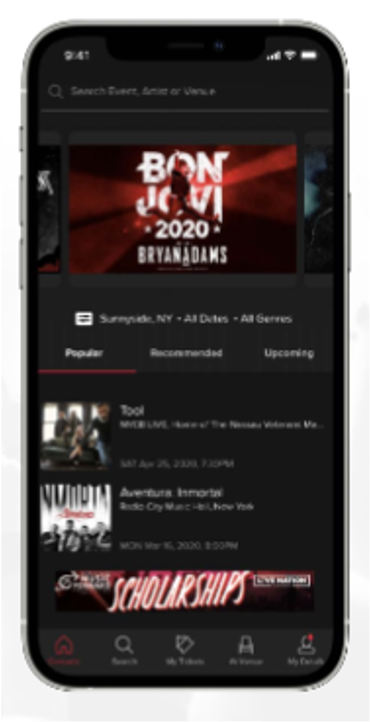 9:41
Search Event, Artist or Venue
BON
JOVI
2020
BRYANADAMS
Sunnyside, NY • All Dates • All Genres
Popular Recommended Upcoming
Tool
LIVE, Home of The Nassau Veterans Me...
SAT Apr 25, 2020, 7:30PM
Aventura: Inmortal
Radio City Music Hall, New York
MON Mar 16, 2020, 8:00PM
MUSIC
SCHOLARSHIPS
LIVE NATION
Concerts Search My Tickets At Venue My Details